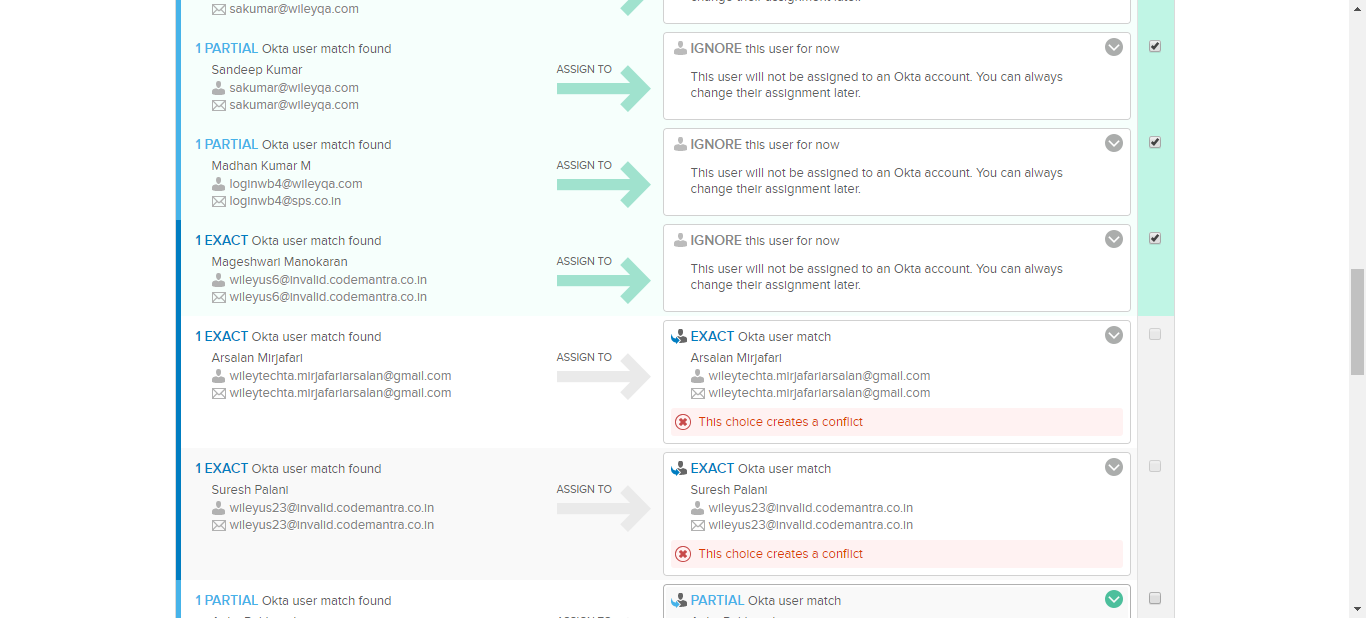 sakumar@wileyqa.com
change their assignment later.
1 PARTIAL Okta user match found
Sandeep Kumar
sakumar@wileyqa.com
sakumar@wileyqa.com
ASSIGN TO
IGNORE this user for now
This user will not be assigned to an Okta account. You can always
change their assignment later.
1 PARTIAL Okta user match found
Madhan Kumar M
loginwb4@wileyqa.com
loginwb4@sps.co.in
ASSIGN TO
IGNORE this user for now
This user will not be assigned to an Okta account. You can always
change their assignment later.
1 EXACT Okta user match found
Mageshwari Manokaran
wileyus6@invalid.codemantra.co.in
wileyus6@invalid.codemantra.co.in
ASSIGN TO
IGNORE this user for now
This user will not be assigned to an Okta account. You can always
change their assignment later.
1 EXACT Okta user match found
Arsalan Mirjafari
wileytechta.mirjafariarsalan@gmail.com
wileytechta.mirjafariarsalan@gmail.com
ASSIGN TO
EXACT Okta user match
Arsalan Mirjafari
wileytechta.mirjafariarsalan@gmail.com
wileytechta.mirjafariarsalan@gmail.com
This choice creates a conflict
1 EXACT Okta user match found
Suresh Palani
wileyus23@invalid.codemantra.co.in
wileyus23@invalid.codemantra.co.in
ASSIGN TO
EXACT Okta user match
Suresh Palani
wileyus23@invalid.codemantra.co.in
wileyus23@invalid.codemantra.co.in
This choice creates a conflict
1 PARTIAL Okta user match found
PARTIAL Okta user match